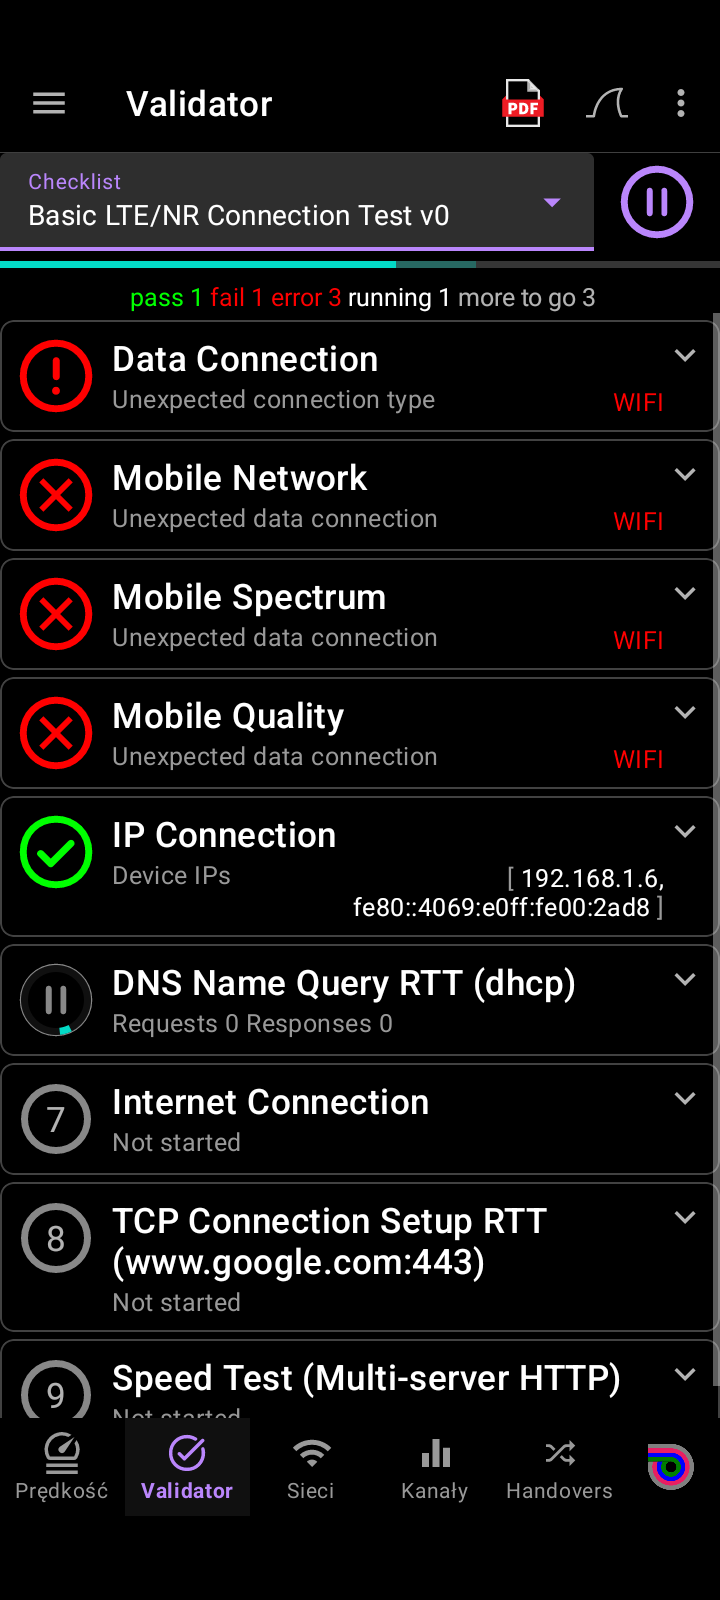 Validator
PDF
Checklist
Basic LTE/NR Connection Test v0
pass 1 fail 1 error 3 running 1 more to go 3
Data Connection
Unexpected connection type
WIFI
Mobile Network
Unexpected data connection
WIFI
Mobile Spectrum
Unexpected data connection
WIFI
Mobile Quality
Unexpected data connection
WIFI
IP Connection
Device IPs
[ 192.168.1.6,
fe80::4069:e0ff:fe00:2ad8 ]
DNS Name Query RTT (dhcp)
Requests 0 Responses 0
7
Internet Connection
Not started
8
TCP Connection Setup RTT
(www.google.com:443)
Not started
9
Speed Test (Multi-server HTTP)
Not started
Prędkość
Validator
Sieci
Kanały
Handovers